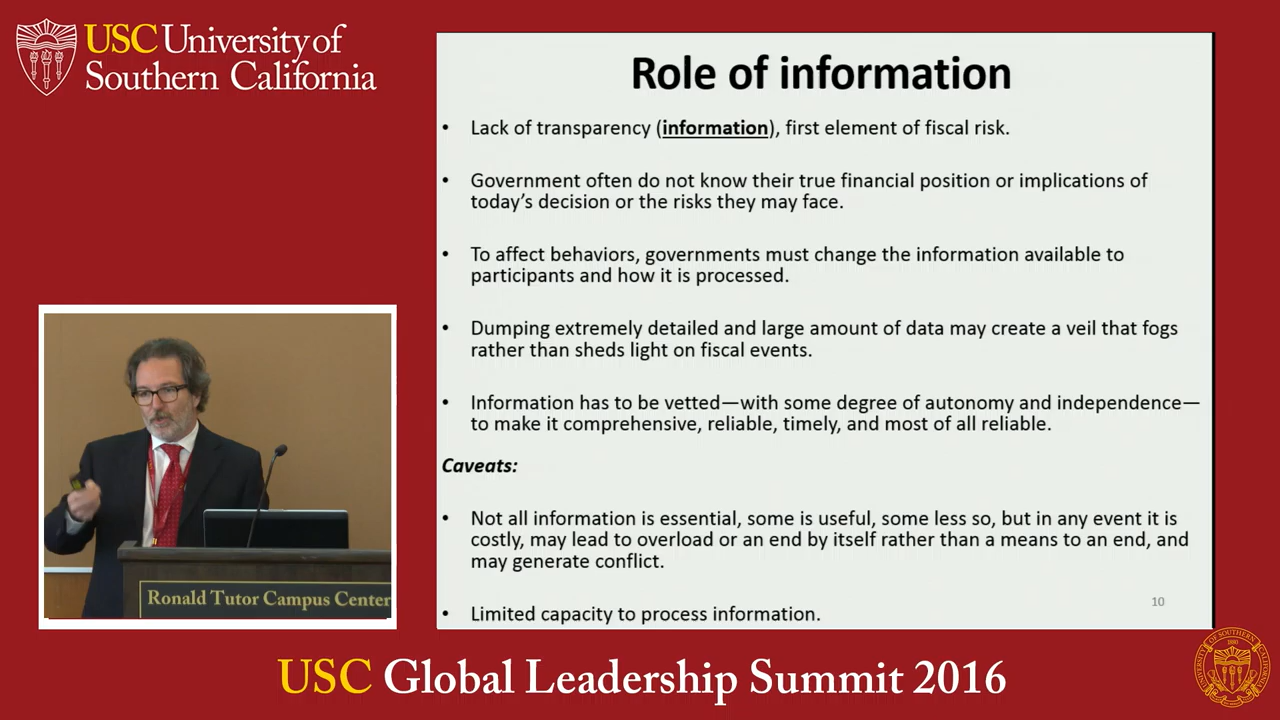 USC University of
Southern California
Role of information
• Lack of transparency (information), first element of fiscal risk.
• Government often do not know their true financial position or implications of
today's decision or the risks they may face.
• To affect behaviors, governments must change the information available to
participants and how it is processed.
• Dumping extremely detailed and large amount of data may create a veil that fogs
rather than sheds light on fiscal events.
• Information has to be vetted—with some degree of autonomy and independence—
to make it comprehensive, reliable, timely, and most of all reliable.
Caveats:
• Not all information is essential, some is useful, some less so, but in any event it is
costly, may lead to overload or an end by itself rather than a means to an end, and
may generate conflict.
• Limited capacity to process information.
10
Ronald Tutor Campus Center
USC Global Leadership Summit 2016